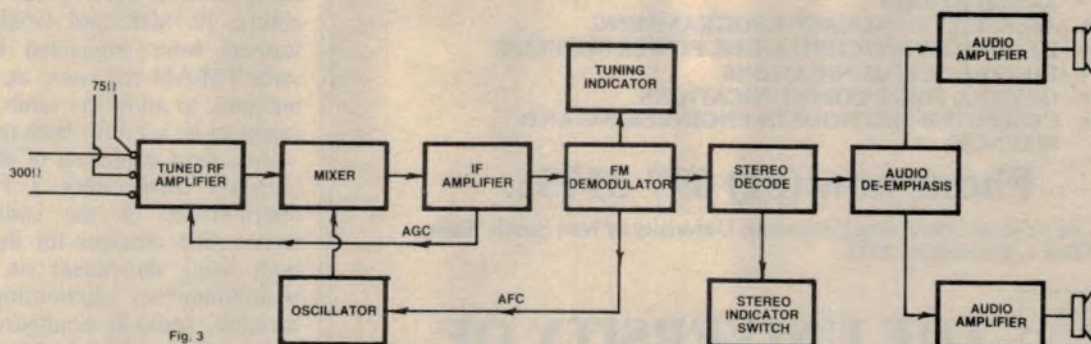 AUDIO
AMPLIFIER
TUNING
INDICATOR
75Ω
300Ω
TUNED RF
AMPLIFIER
MIXER
IF
AMPLIFIER
FM
DEMODULATOR
STEREO
DECODE
AUDIO
DE-EMPHASIS
AGC
OSCILLATOR
AFC
STEREO
INDICATOR
SWITCH
AUDIO
AMPLIFIER
Fig. 3